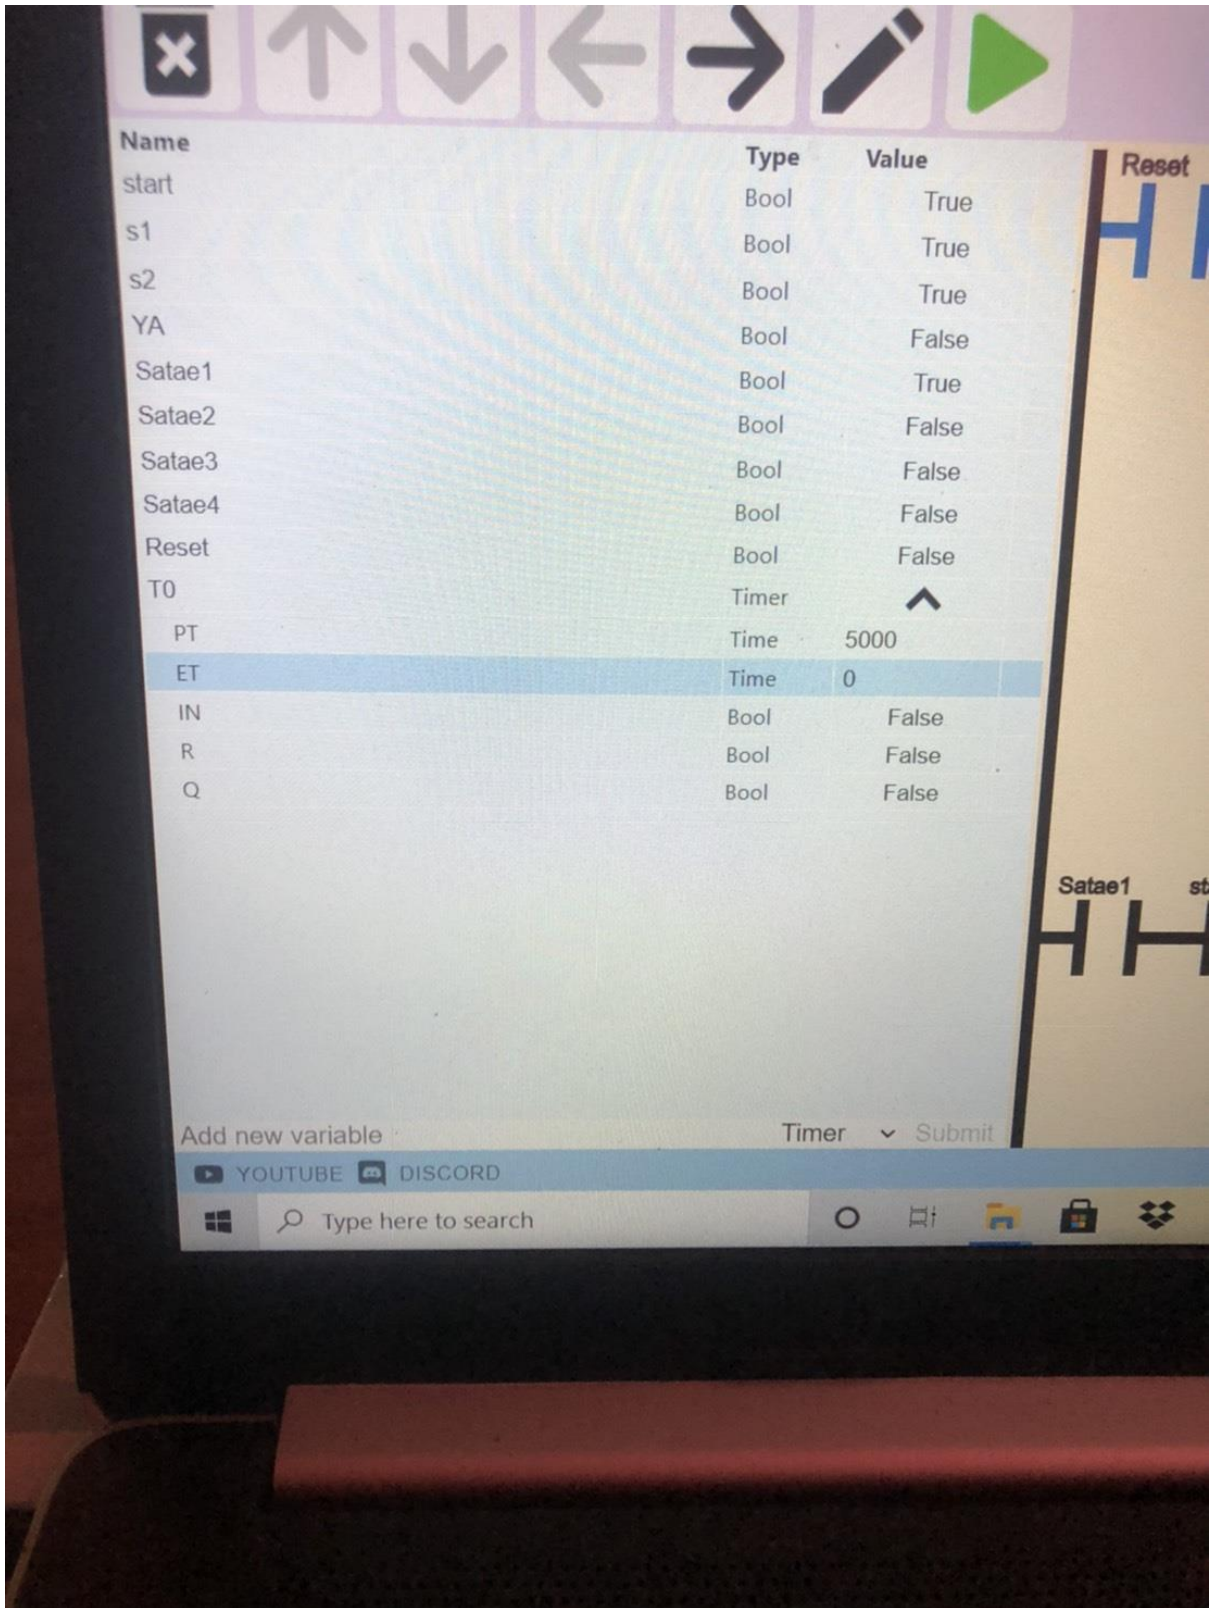 Name Type Value
start Bool True
s1 Bool True
s2 Bool True
YA Bool False
Satae1 Bool True
Satae2 Bool False
Satae3 Bool False
Satae4 Bool False
Reset Bool False
T0 Timer
PT Time 5000
ET Time 0
IN Bool False
R Bool False
Q Bool False
Reset
Satae1 st
Add new variable Timer Submit
YOUTUBE DISCORD
Type here to search